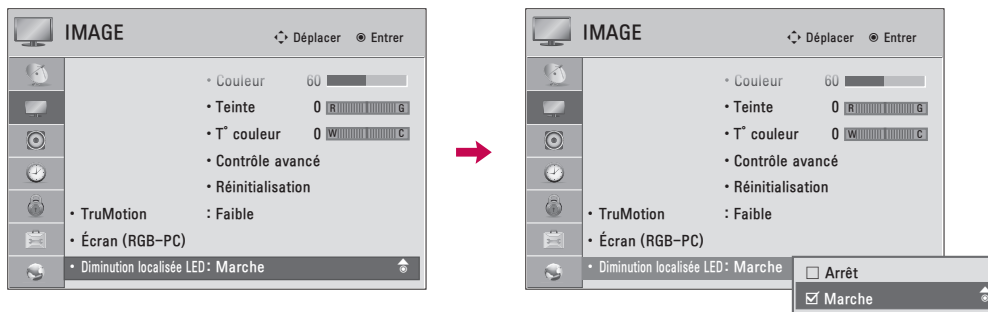 IMAGE
Déplacer Entrer
• Couleur 60
• Teinte 0 R G
• T° couleur 0 W C
• Contrôle avancé
• Réinitialisation
• TruMotion : Faible
• Écran (RGB-PC)
• Diminution localisée LED : Marche
IMAGE
Déplacer Entrer
• Couleur 60
• Teinte 0 R G
• T° couleur 0 W C
• Contrôle avancé
• Réinitialisation
• TruMotion : Faible
• Écran (RGB-PC)
• Diminution localisée LED : Marche
☐ Arrêt
☑ Marche